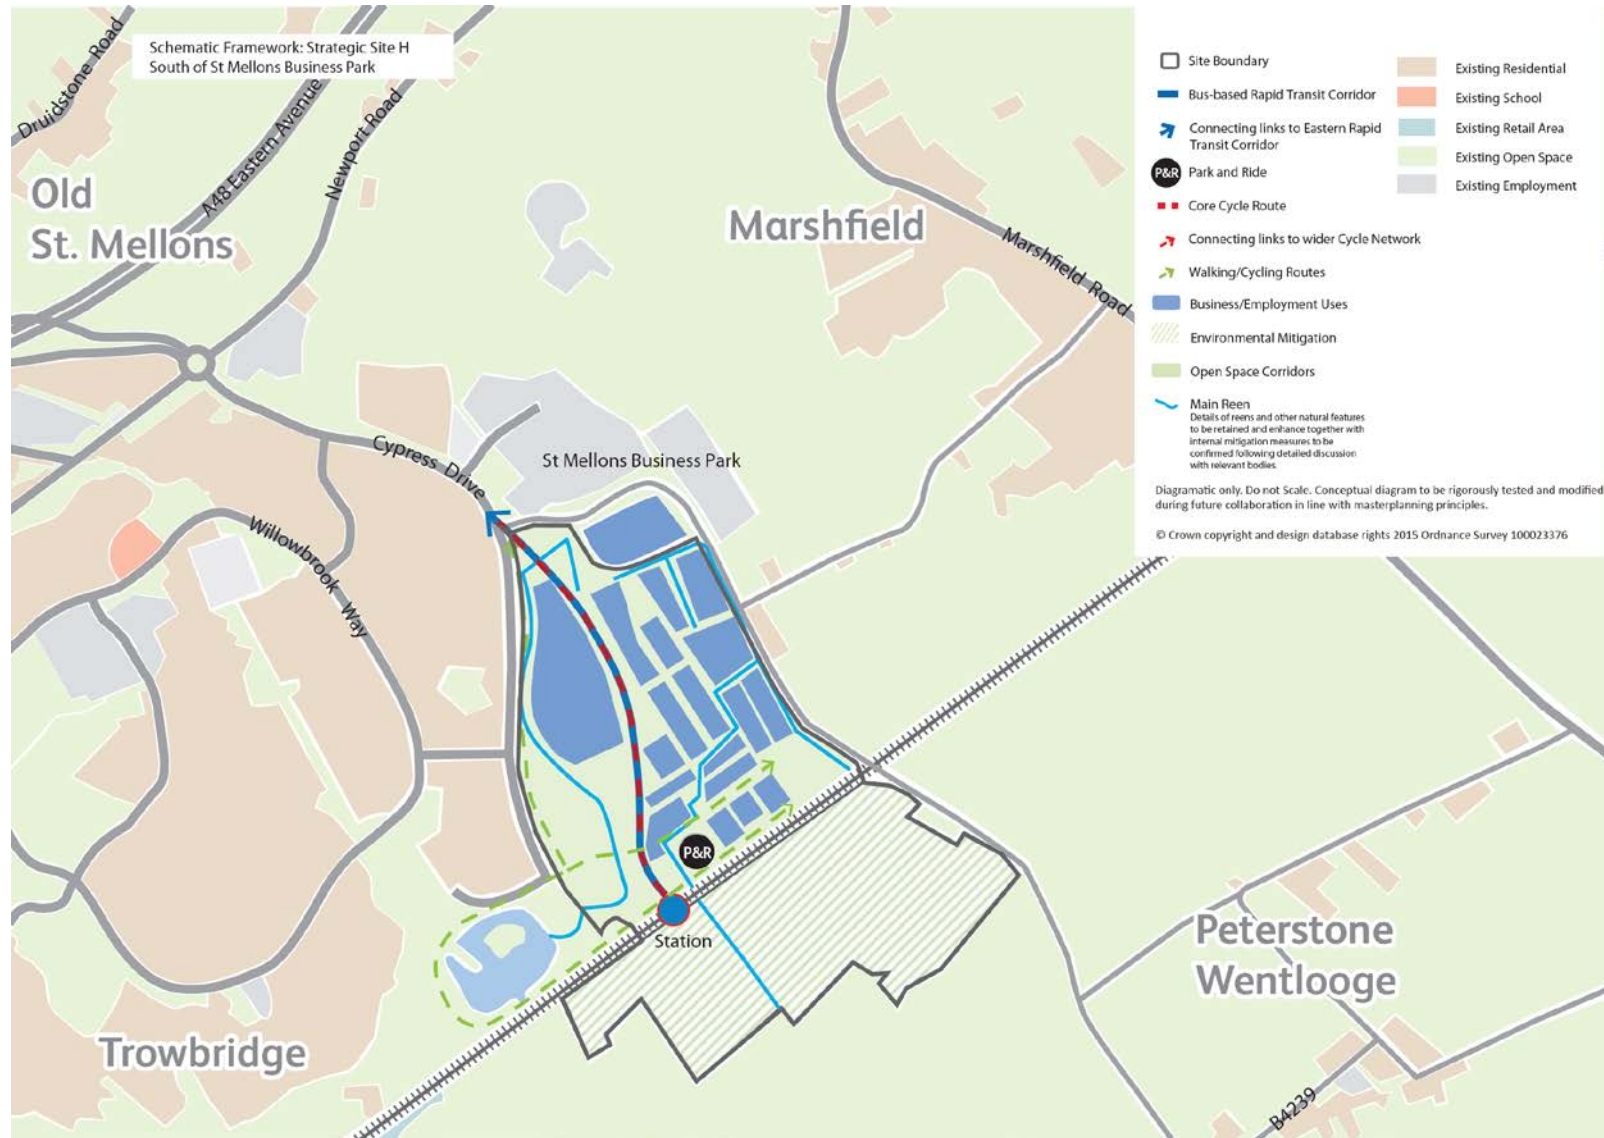 Schematic Framework: Strategic Site H
South of St Mellons Business Park
Druidstone Road
A48 Eastern Avenue
Newport Road
Old
St. Mellons
Marshfield
Marshfield Road
Cypress Drive
St Mellons Business Park
Willowbrook Way
P&R
Station
Peterstone
Wentlooge
Trowbridge
B4239
Site Boundary
Bus-based Rapid Transit Corridor
Connecting links to Eastern Rapid
Transit Corridor
P&R Park and Ride
Core Cycle Route
Connecting links to wider Cycle Network
Walking/Cycling Routes
Business/Employment Uses
Environmental Mitigation
Open Space Corridors
Main Reen
Details of reens and other natural features
to be retained and enhance together with
internal mitigation measures to be
confirmed following detailed discussion
with relevant bodies.
Existing Residential
Existing School
Existing Retail Area
Existing Open Space
Existing Employment
Diagramatic only. Do not Scale. Conceptual diagram to be rigorously tested and modified
during future collaboration in line with masterplanning principles.
© Crown copyright and design database rights 2015 Ordnance Survey 100023376